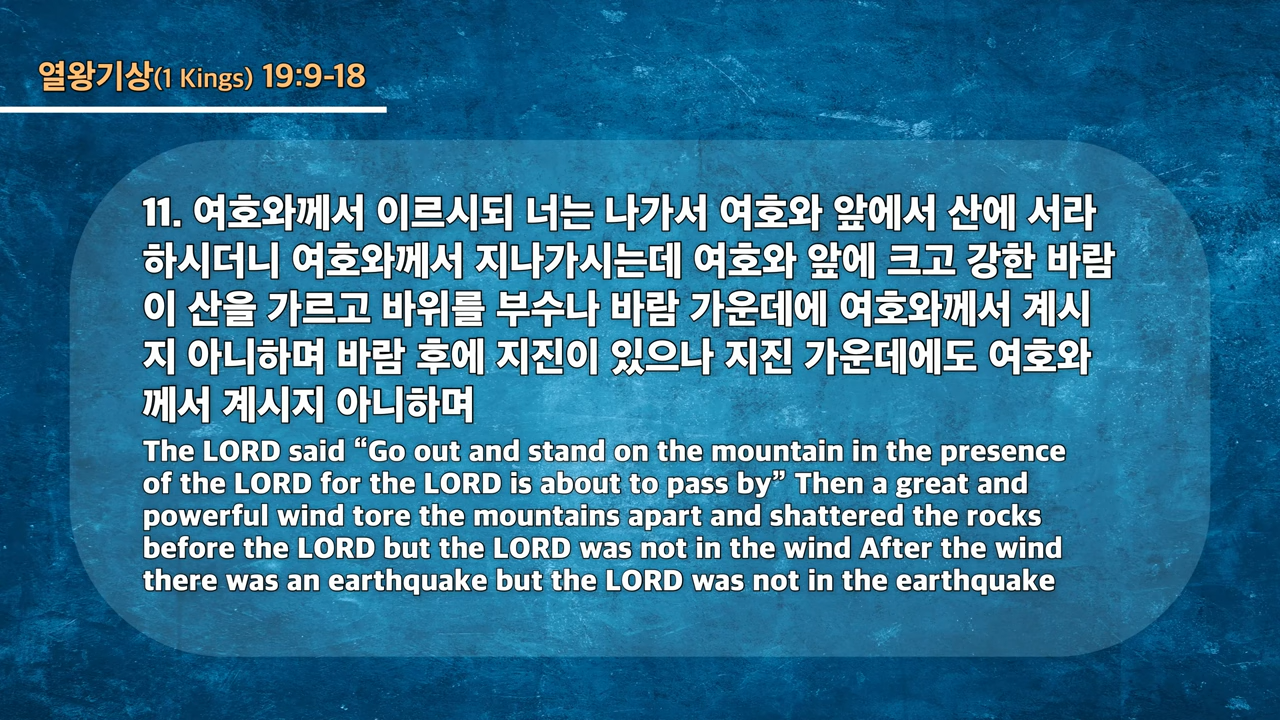 열왕기상(1 Kings) 19:9-18
11. 여호와께서 이르시되 너는 나가서 여호와 앞에서 산에 서라
하시더니 여호와께서 지나가시는데 여호와 앞에 크고 강한 바람
이 산을 가르고 바위를 부수나 바람 가운데에 여호와께서 계시
지 아니하며 바람 후에 지진이 있으나 지진 가운데에도 여호와
께서 계시지 아니하며
The LORD said “Go out and stand on the mountain in the presence
of the LORD for the LORD is about to pass by” Then a great and
powerful wind tore the mountains apart and shattered the rocks
before the LORD but the LORD was not in the wind After the wind
there was an earthquake but the LORD was not in the earthquake